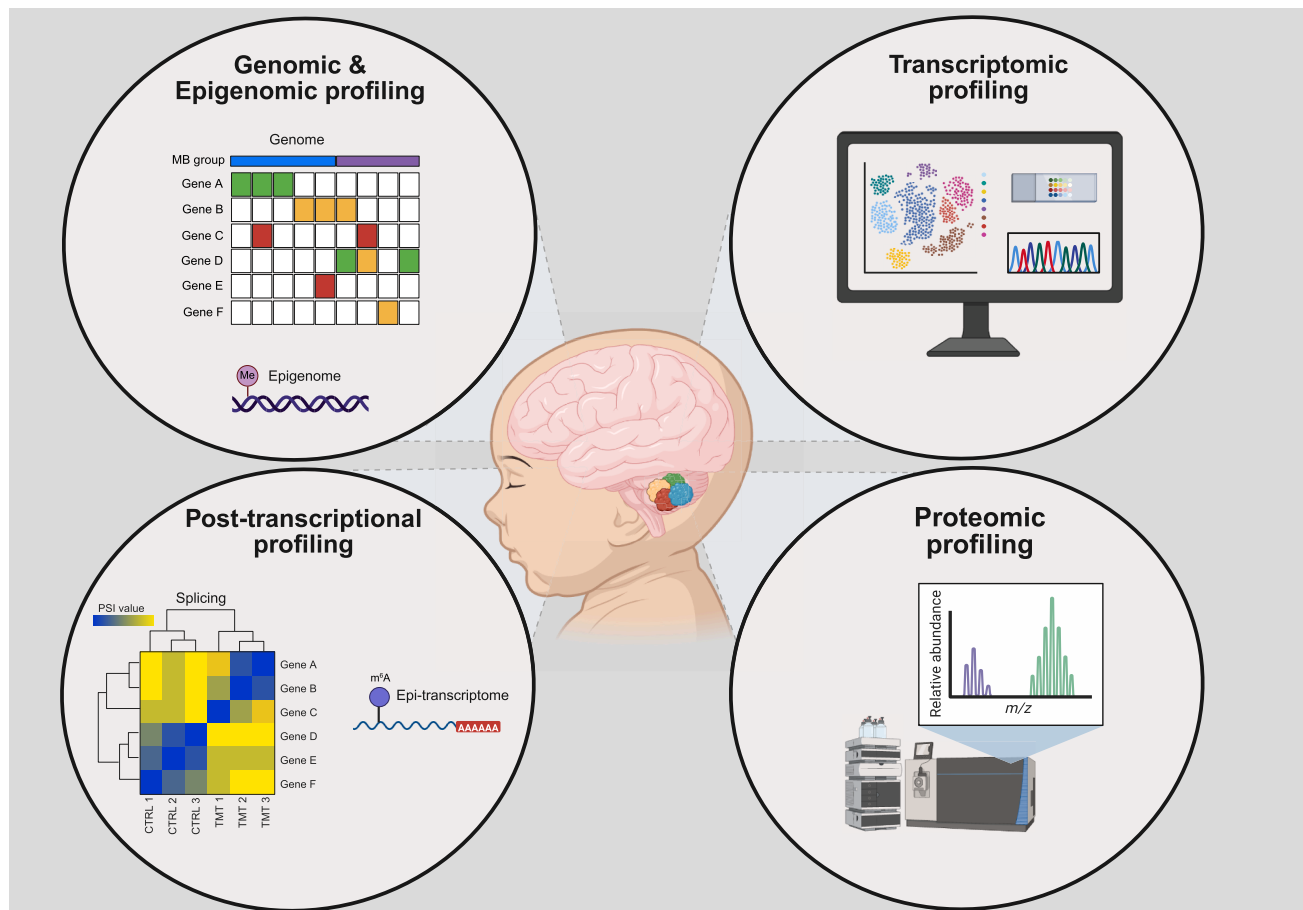 Genomic &
Epigenomic profiling
Genome
MB group
Gene A
Gene B
Gene C
Gene D
Gene E
Gene F
Me
Epigenome
Transcriptomic
profiling
Post-transcriptional
profiling
Splicing
PSI value
Gene A
Gene B
Gene C
Gene D
Gene E
Gene F
CTRL 1
CTRL 2
CTRL 3
TMT 1
TMT 2
TMT 3
m⁶A
Epi-transcriptome
AAAAAA
Proteomic
profiling
Relative abundance
m/z